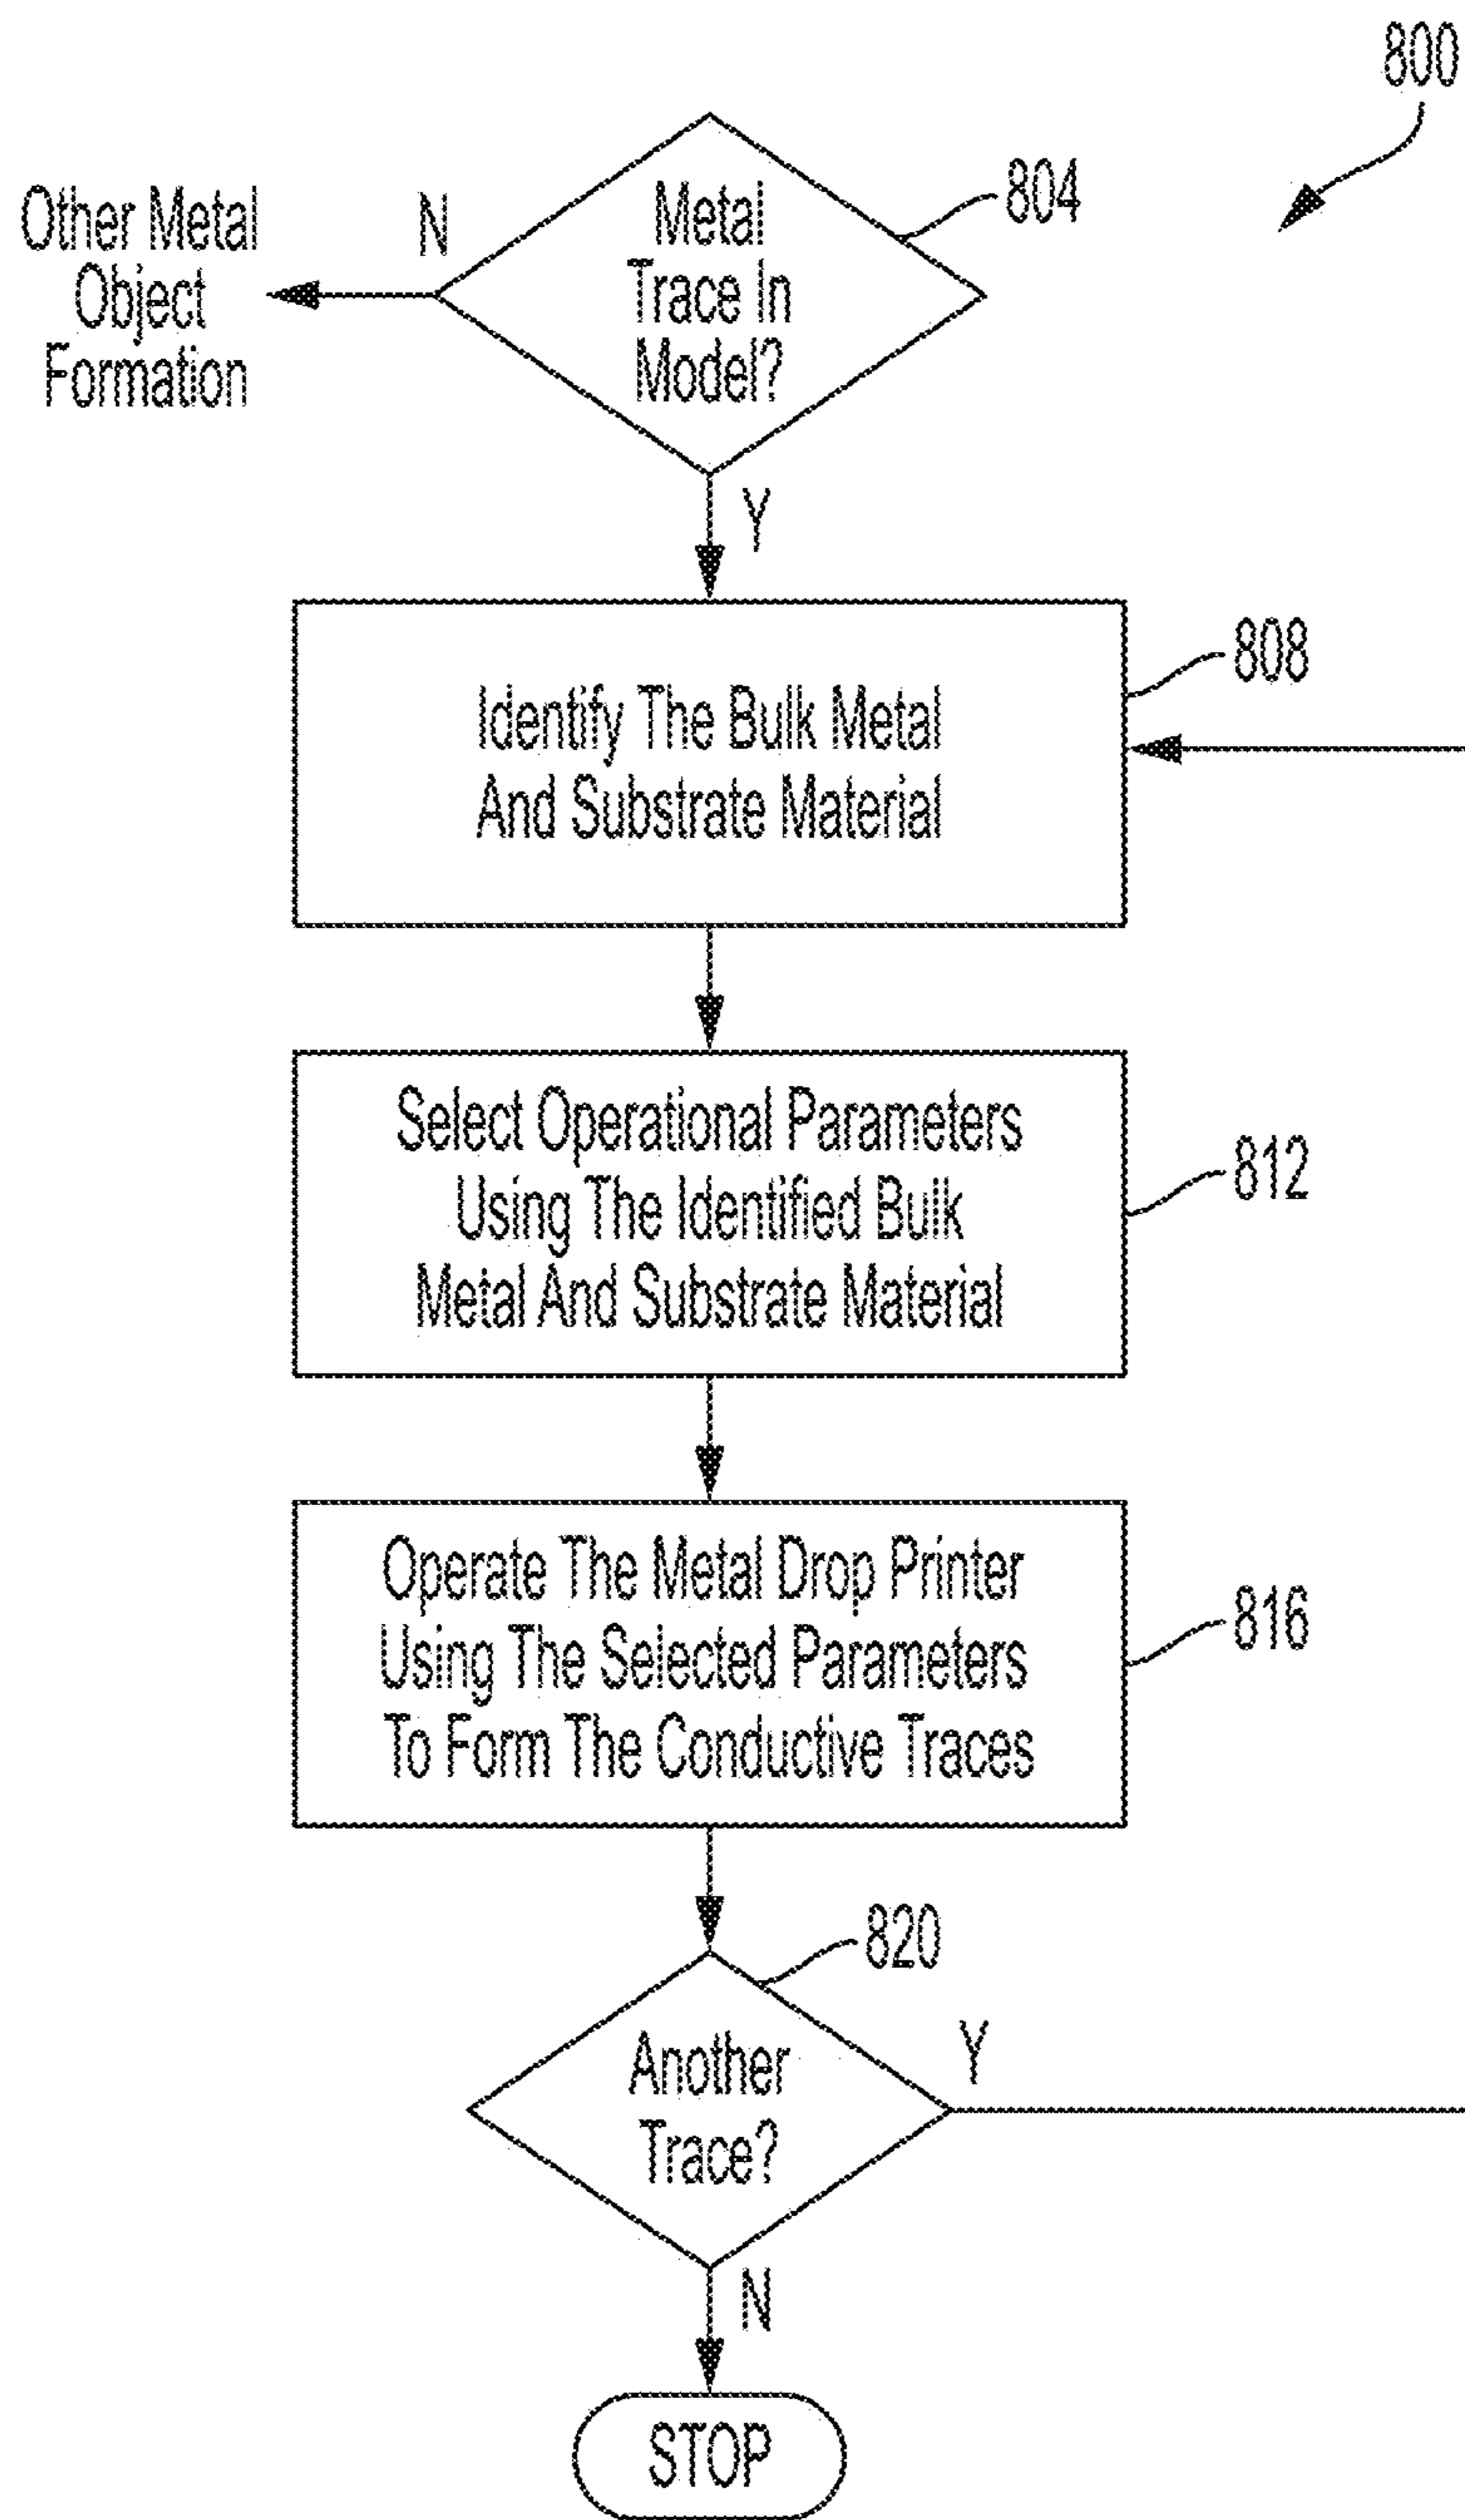 800
Metal
Trace In
Model?
804
N
Other Metal
Object
Formation
Y
Identify The Bulk Metal
And Substrate Material
808
Select Operational Parameters
Using The Identified Bulk
Metal And Substrate Material
812
Operate The Metal Drop Printer
Using The Selected Parameters
To Form The Conductive Traces
816
820
Another
Trace?
Y
N
STOP